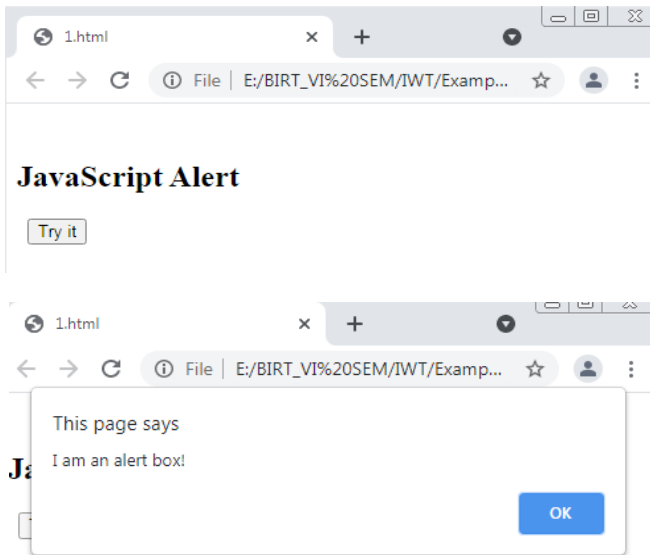 1.html
File E:/BIRT_VI%20SEM/IWT/Examp...
JavaScript Alert
Try it
1.html
File E:/BIRT_VI%20SEM/IWT/Examp...
This page says
I am an alert box!
Ja
OK